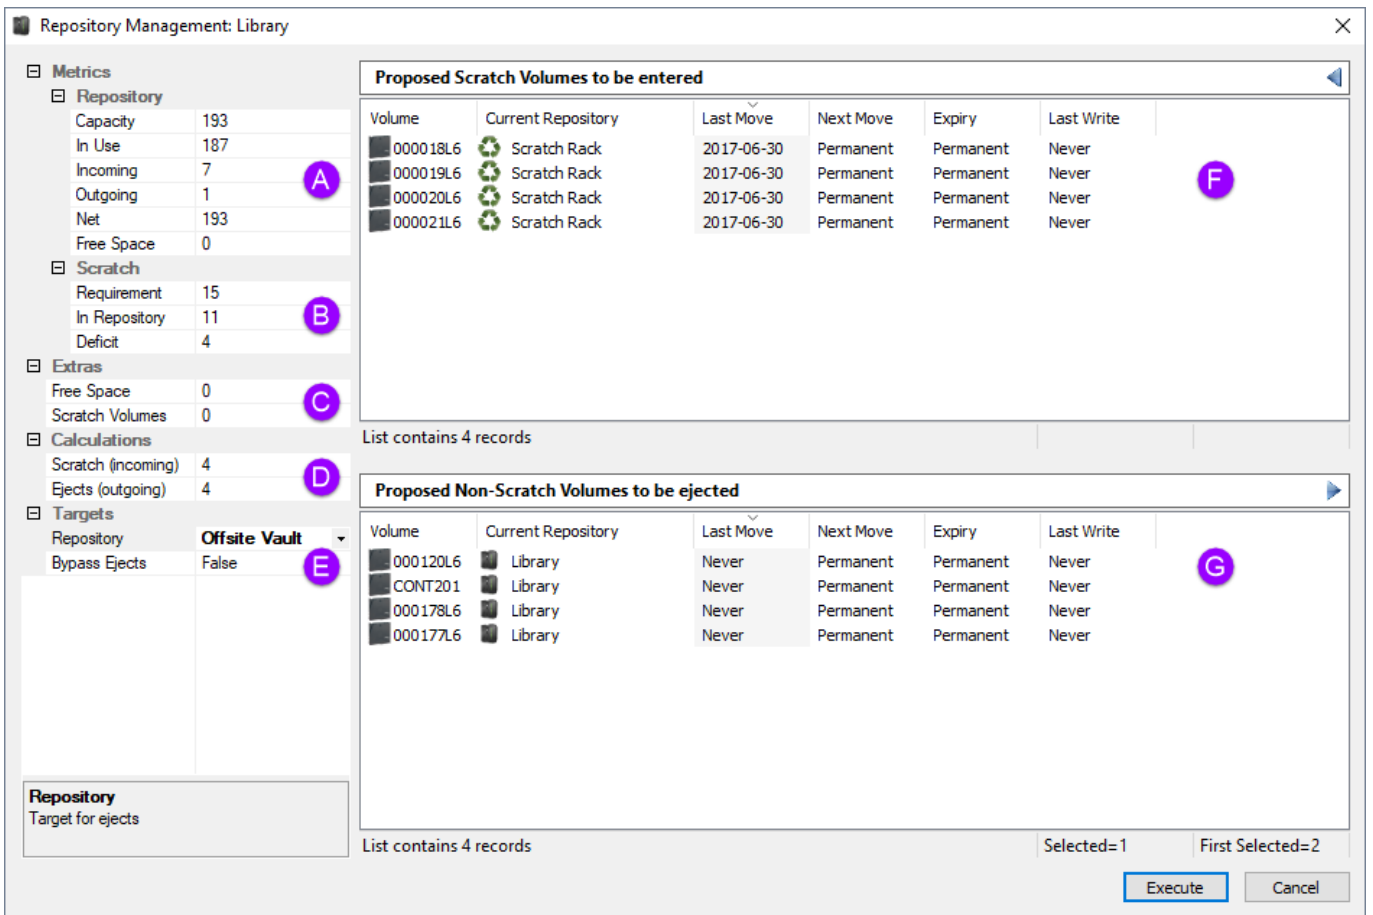 Repository Management: Library
Metrics
Repository
Capacity 193
In Use 187
Incoming 7
A
Outgoing 1
Net 193
Free Space 0
Scratch
Requirement 15
In Repository 11
B
Deficit 4
Extras
Free Space 0
C
Scratch Volumes 0
Calculations
Scratch (incoming) 4
D
Ejects (outgoing) 4
Targets
Repository Offsite Vault
Bypass Ejects False
E
Repository
Target for ejects
Proposed Scratch Volumes to be entered
Volume Current Repository Last Move Next Move Expiry Last Write
000018L6 Scratch Rack 2017-06-30 Permanent Permanent Never
000019L6 Scratch Rack 2017-06-30 Permanent Permanent Never
F
000020L6 Scratch Rack 2017-06-30 Permanent Permanent Never
000021L6 Scratch Rack 2017-06-30 Permanent Permanent Never
List contains 4 records
Proposed Non-Scratch Volumes to be ejected
Volume Current Repository Last Move Next Move Expiry Last Write
000120L6 Library Never Permanent Permanent Never
G
CONT201 Library Never Permanent Permanent Never
000178L6 Library Never Permanent Permanent Never
000177L6 Library Never Permanent Permanent Never
List contains 4 records Selected=1 First Selected=2
Execute Cancel